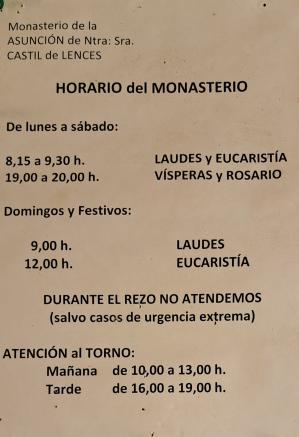 Monasterio de la
ASUNCIÓN de Ntra: Sra.
CASTIL de LENCES
HORARIO del MONASTERIO
De lunes a sábado:
8,15 a 9,30 h. LAUDES y EUCARISTÍA
19,00 a 20,00 h. VÍSPERAS y ROSARIO
Domingos y Festivos:
9,00 h. LAUDES
12,00 h. EUCARISTÍA
DURANTE EL REZO NO ATENDEMOS
(salvo casos de urgencia extrema)
ATENCIÓN al TORNO:
Mañana de 10,00 a 13,00 h.
Tarde de 16,00 a 19,00 h.